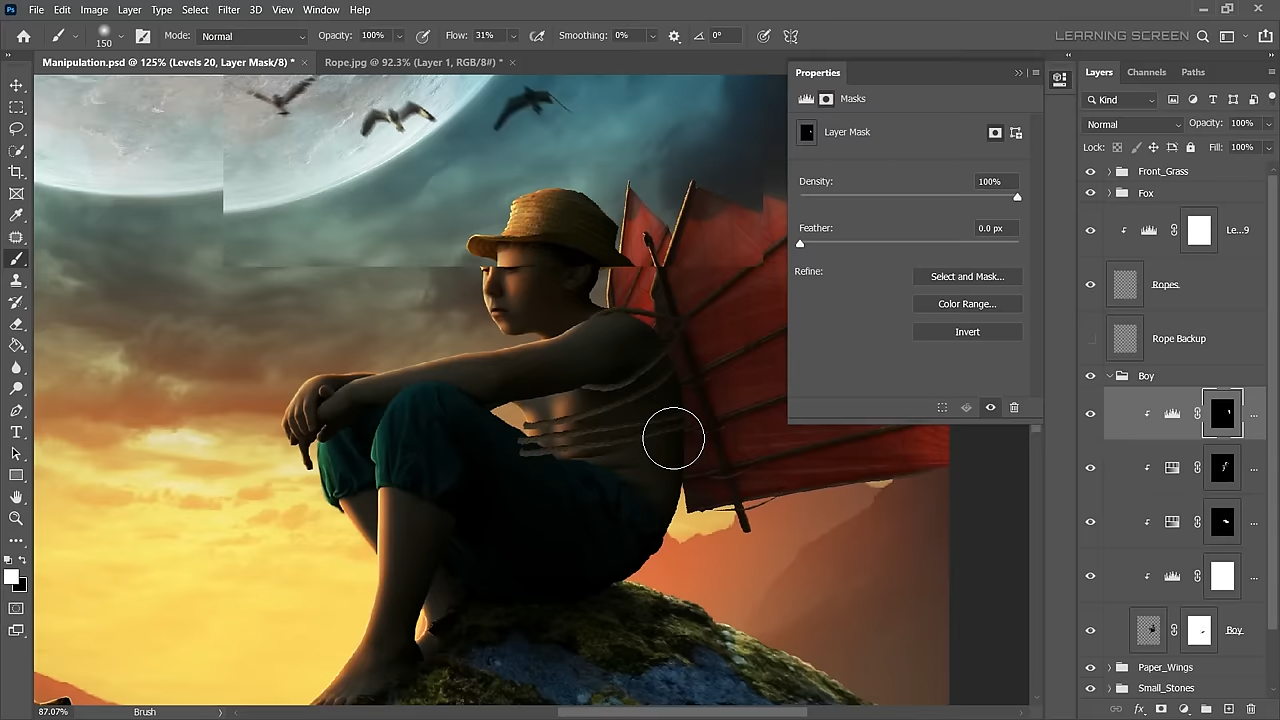 Ps File Edit Image Layer Type Select Filter 3D View Window Help
150 Mode: Normal Opacity: 100% Flow: 31% Smoothing: 0% 0° LEARNING SCREEN
Manipulation.psd @ 125% (Levels 20, Layer Mask/8) * × Rope.jpg @ 92.3% (Layer 1, RGB/8#) * ×
Properties
Masks
Layer Mask
Density: 100%
Feather: 0.0 px
Refine: Select and Mask...
Color Range...
Invert
Layers Channels Paths
Kind
Normal Opacity: 100%
Lock: Fill: 100%
Front_Grass
Fox
Le...9
Ropes
Rope Backup
Boy
...
...
...
...
Boy
Paper_Wings
Small_Stones
fx
87.07% Brush